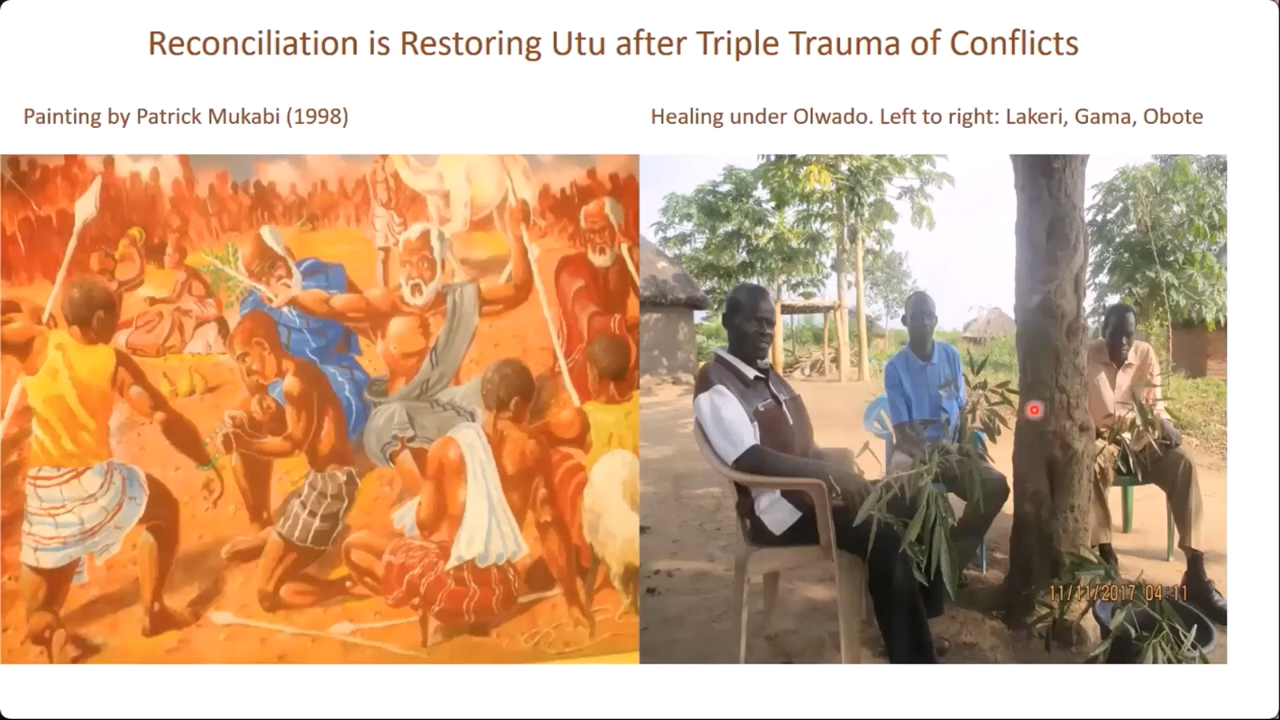 Reconciliation is Restoring Utu after Triple Trauma of Conflicts
Painting by Patrick Mukabi (1998)
Healing under Olwado. Left to right: Lakeri, Gama, Obote
11/11/2017 04:11